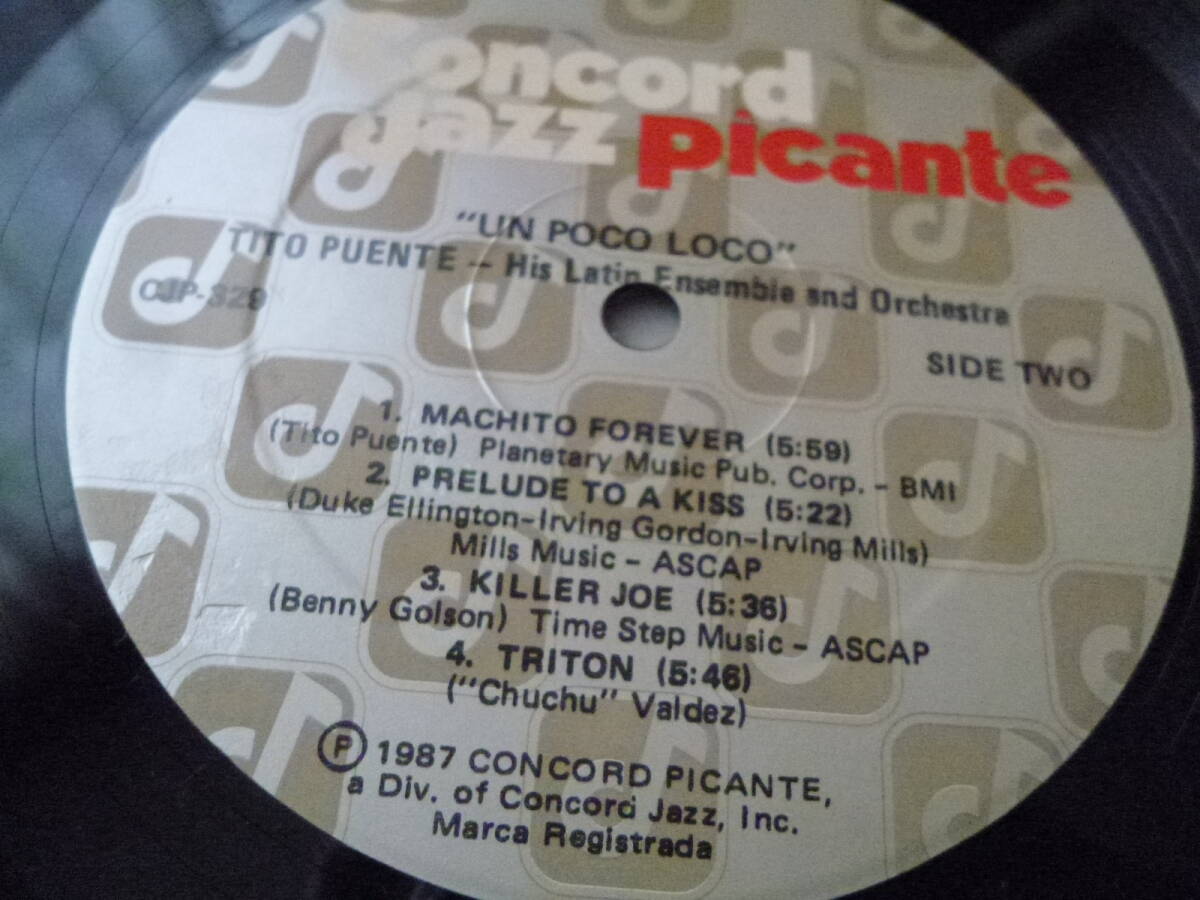 concord
jazz picante
"UN POCO LOCO"
TITO PUENTE -- His Latin Ensemble and Orchestra
CJP-329
SIDE TWO
1. MACHITO FOREVER (5:59)
(Tito Puente) Planetary Music Pub. Corp. - BMI
2. PRELUDE TO A KISS (5:22)
(Duke Ellington-Irving Gordon-Irving Mills)
Mills Music - ASCAP
3. KILLER JOE (5:36)
(Benny Golson) Time Step Music - ASCAP
4. TRITON (5:46)
("Chuchu" Valdez)
Ⓟ 1987 CONCORD PICANTE,
a Div. of Concord Jazz, Inc.
Marca Registrada